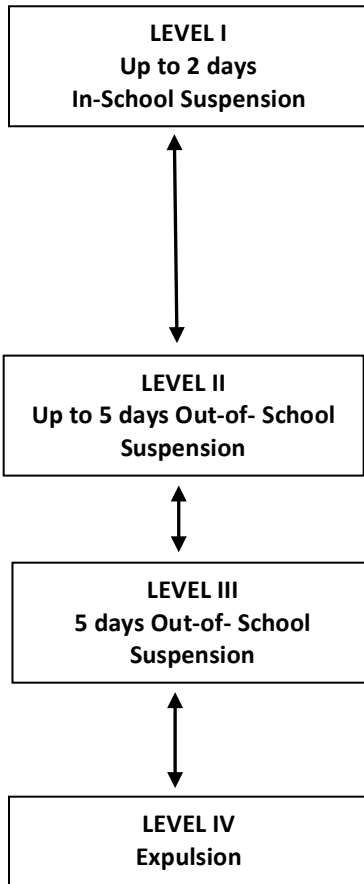 LEVEL I
Up to 2 days
In-School Suspension
LEVEL II
Up to 5 days Out-of- School
Suspension
LEVEL III
5 days Out-of- School
Suspension
LEVEL IV
Expulsion